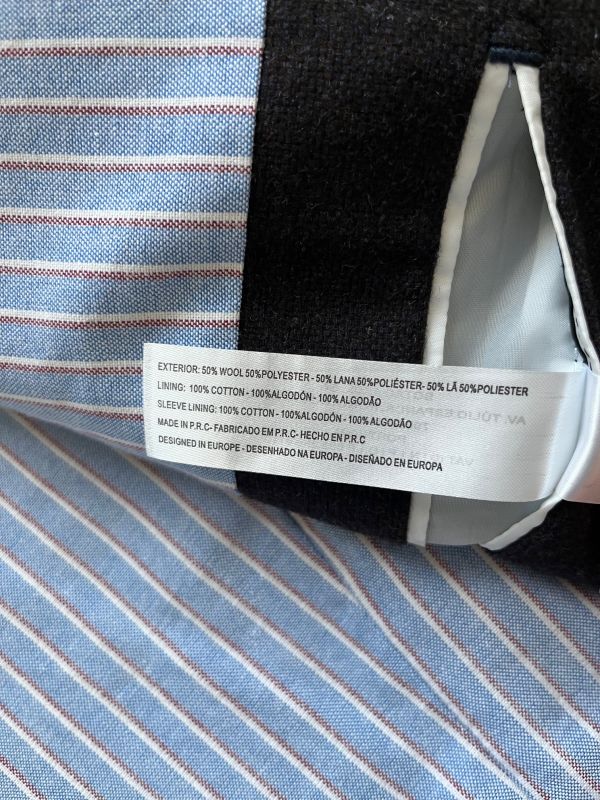 EXTERIOR: 50% WOOL 50%POLYESTER - 50% LANA 50%POLIÉSTER- 50% LÃ 50%POLIESTER
LINING: 100% COTTON - 100%ALGODÓN - 100% ALGODÃO
SLEEVE LINING: 100% COTTON - 100%ALGODÓN - 100% ALGODÃO
MADE IN P.R.C- FABRICADO EM P.R.C- HECHO EN P.R.C
DESIGNED IN EUROPE - DESENHADO NA EUROPA - DISEÑADO EN EUROPA